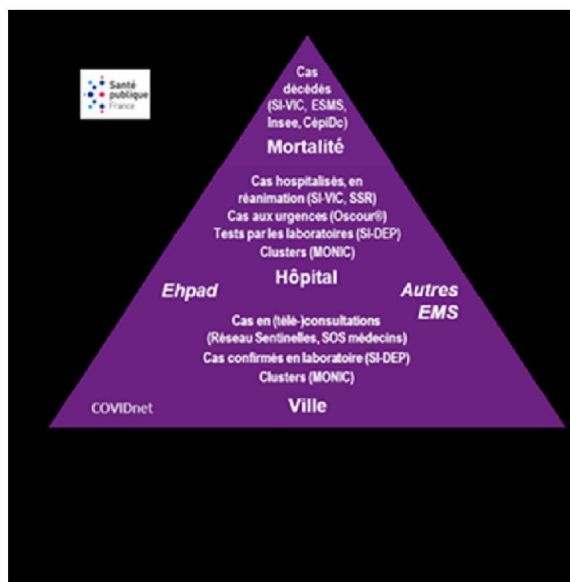 Santé
publique
France
Cas
décédés
(SI-VIC, ESMS,
Insee, CépiDc)
Mortalité
Cas hospitalisés, en
réanimation (SI-VIC, SSR)
Cas aux urgences (Oscour®)
Tests par les laboratoires (SI-DEP)
Clusters (MONIC)
Hôpital
Ehpad
Autres
EMS
Cas en (télé-)consultations
(Réseau Sentinelles, SOS médecins)
Cas confirmés en laboratoire (SI-DEP)
Clusters (MONIC)
COVIDnet
Ville